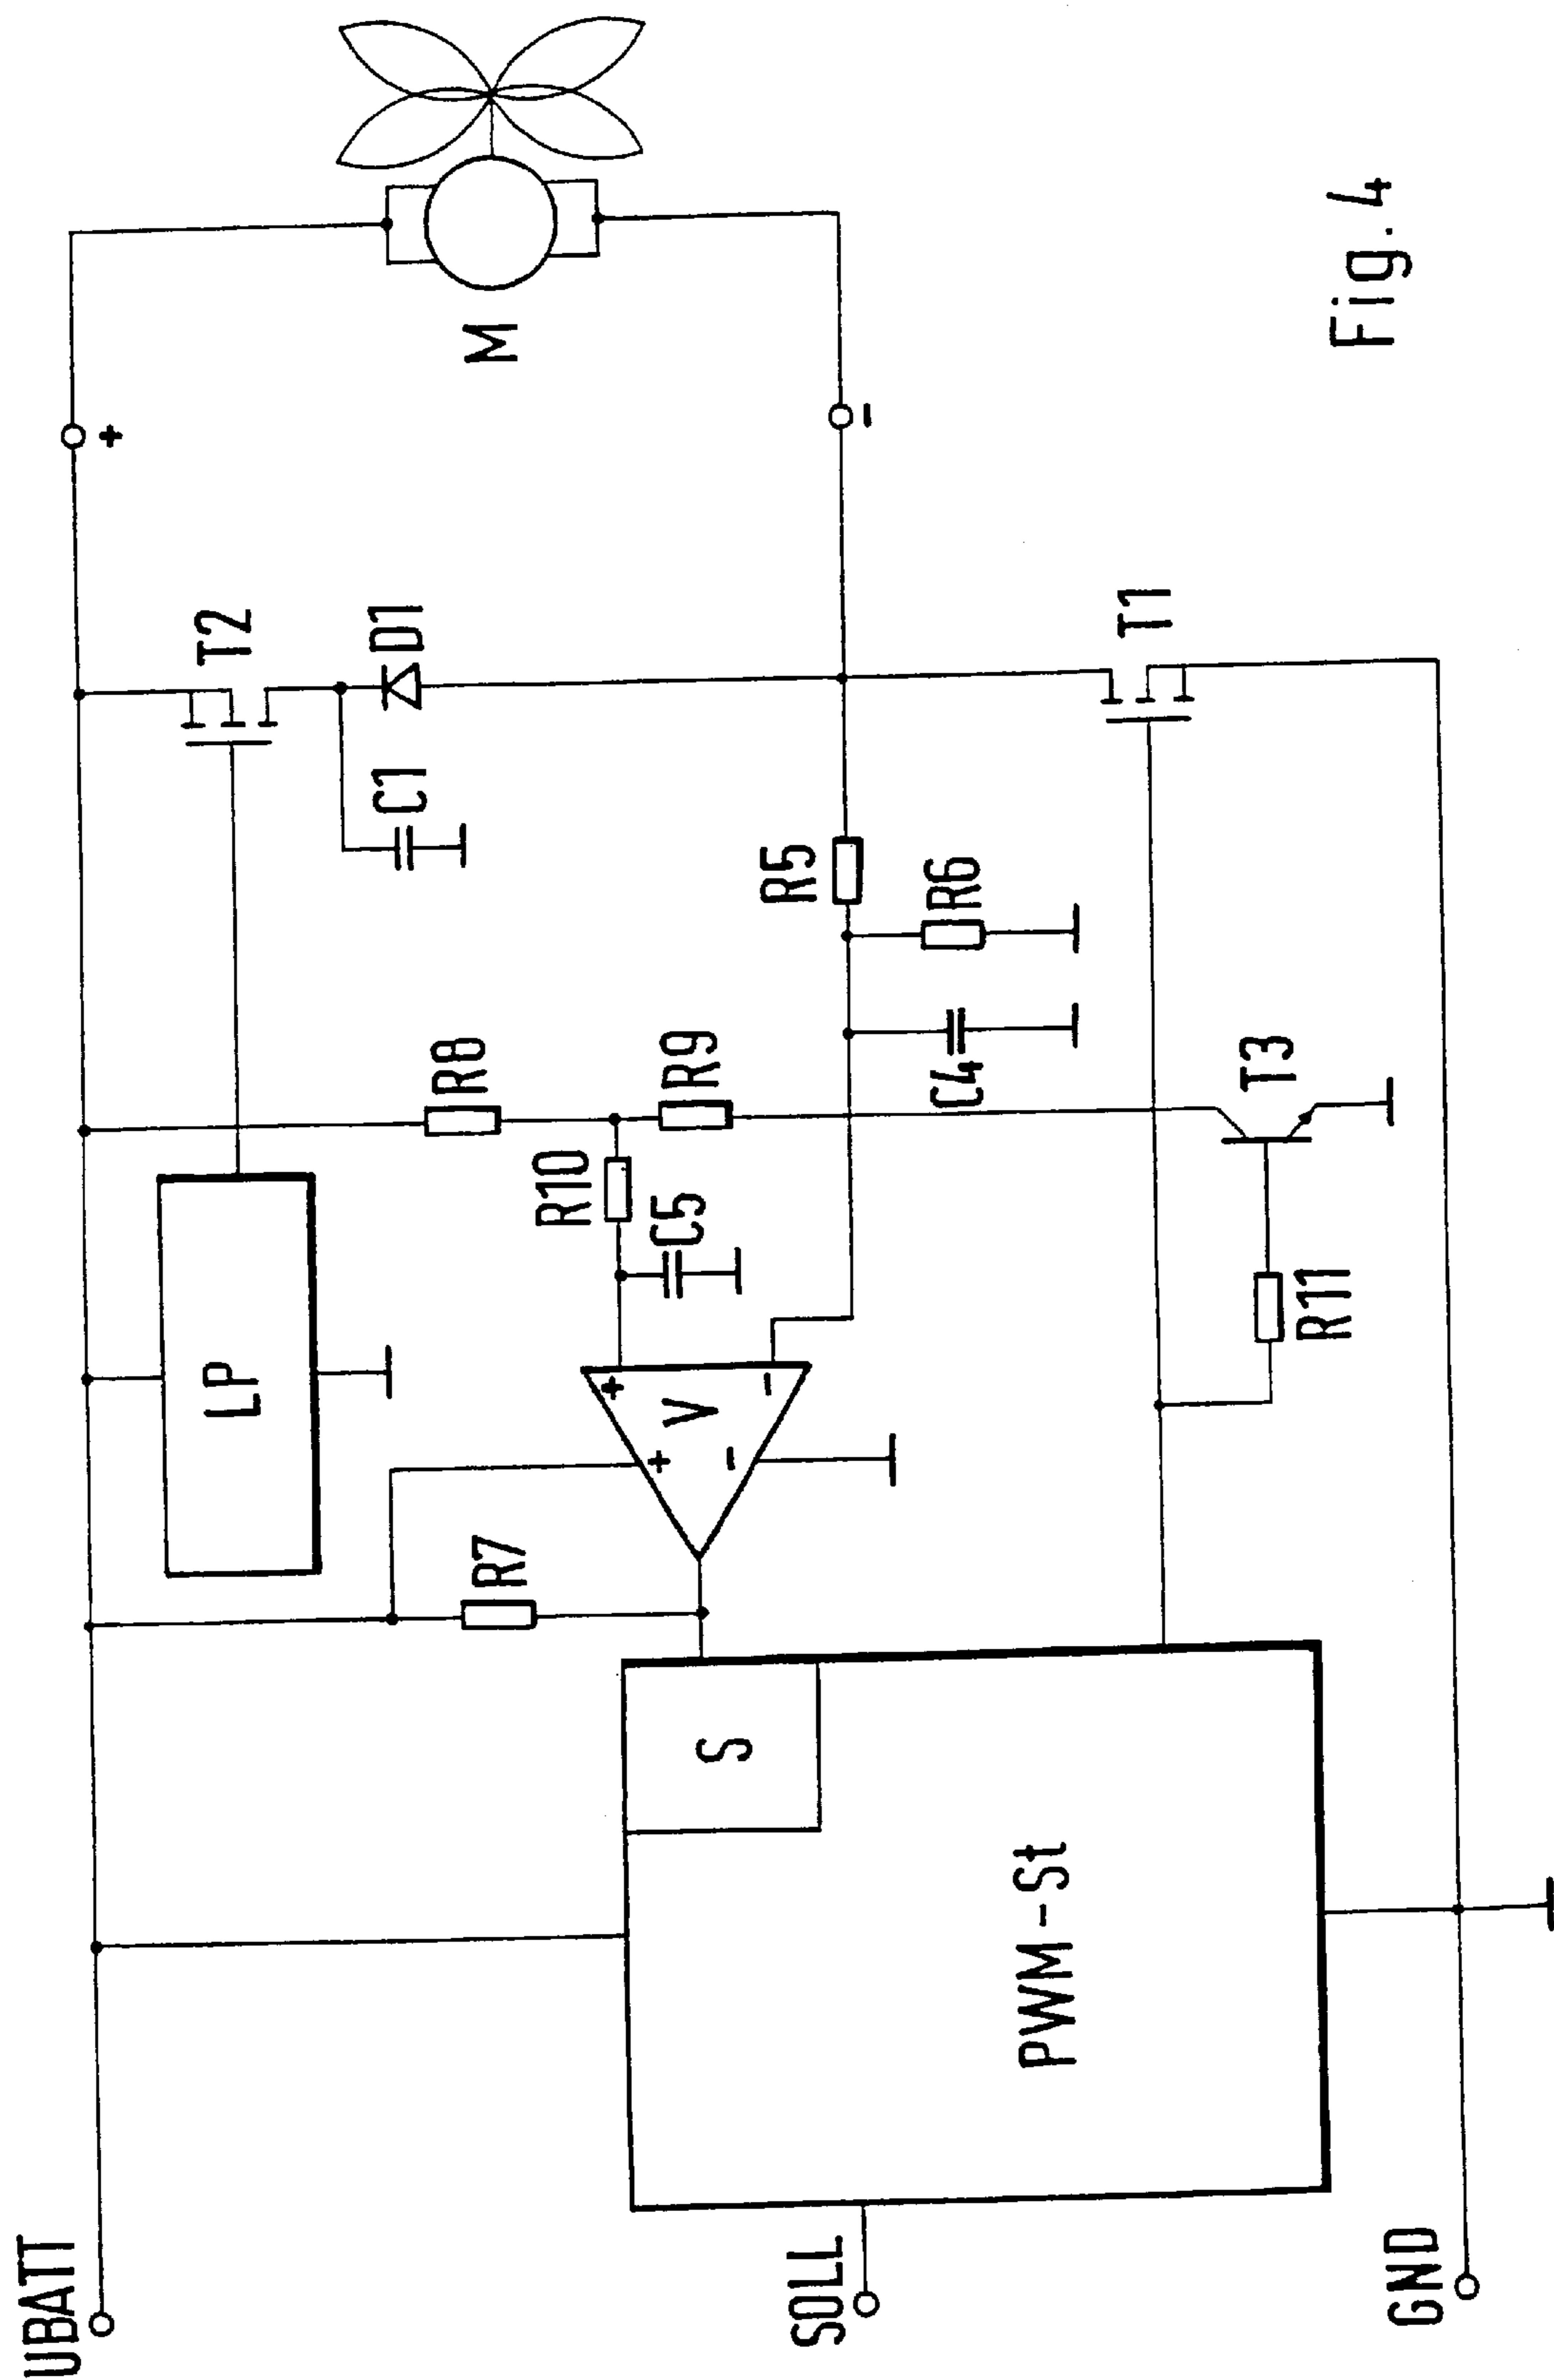 UBATT
SOLL
GND
PWM-St
S
R7
LP
V
+
-
+
-
R10
C5
R8
R9
R11
T3
C4
R6
R5
C1
T2
D1
T1
+
-
M
Fig. 4